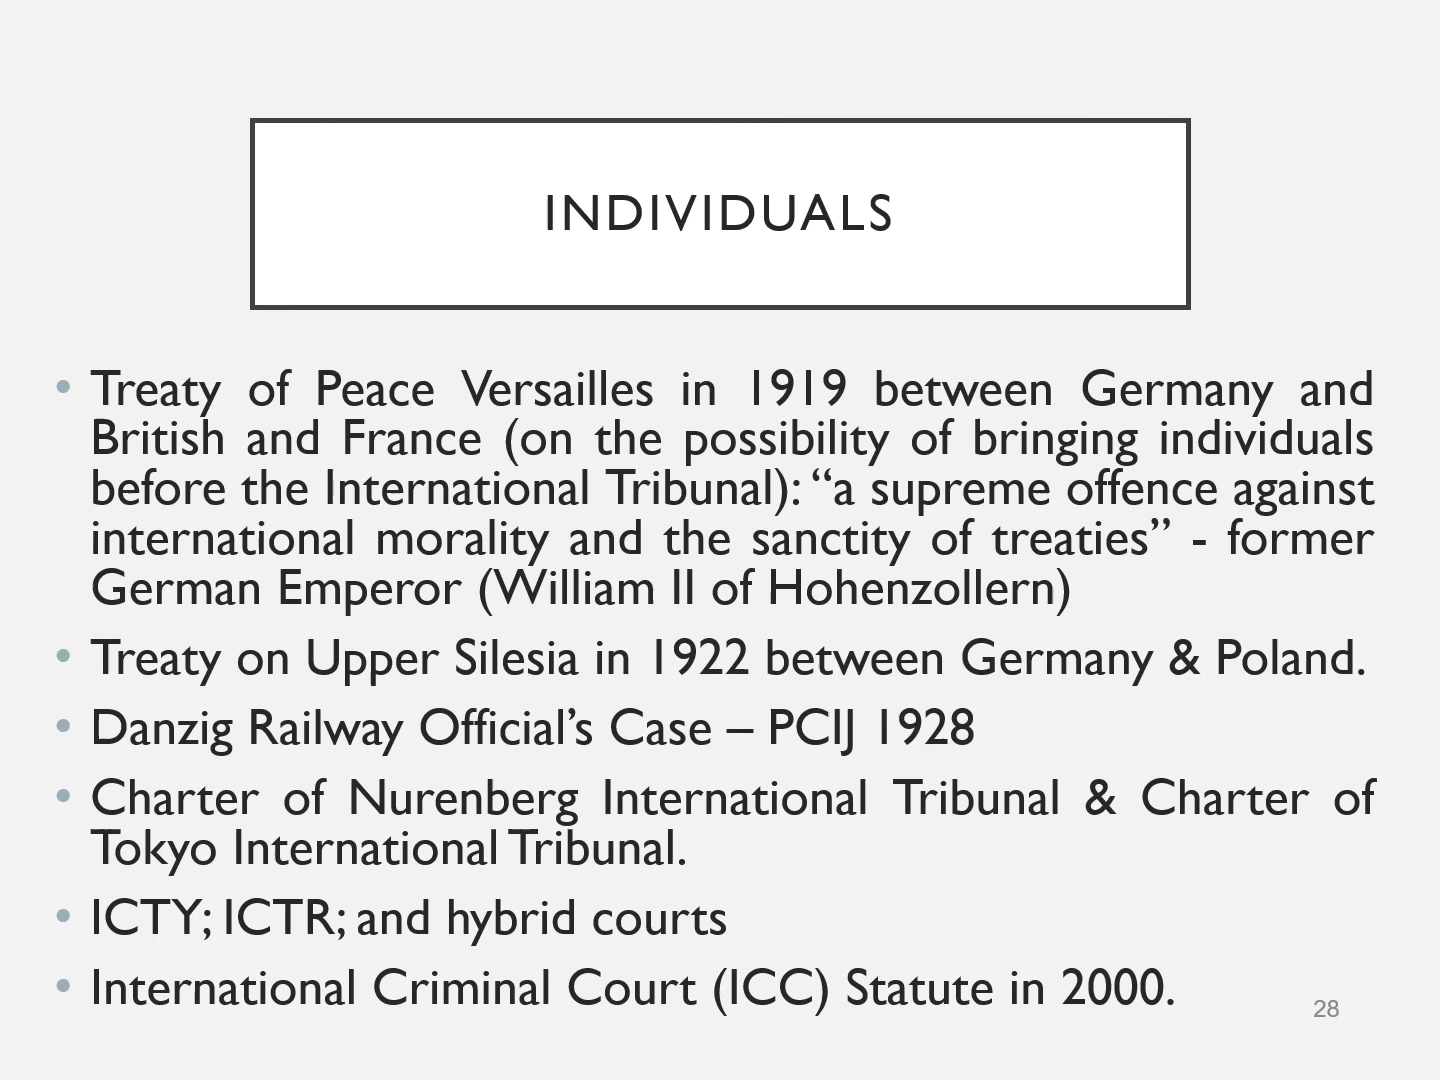 INDIVIDUALS
• Treaty of Peace Versailles in 1919 between Germany and
British and France (on the possibility of bringing individuals
before the International Tribunal): “a supreme offence against
international morality and the sanctity of treaties” - former
German Emperor (William II of Hohenzollern)
• Treaty on Upper Silesia in 1922 between Germany & Poland.
• Danzig Railway Official’s Case – PCIJ 1928
• Charter of Nurenberg International Tribunal & Charter of
Tokyo International Tribunal.
• ICTY; ICTR; and hybrid courts
• International Criminal Court (ICC) Statute in 2000.
28